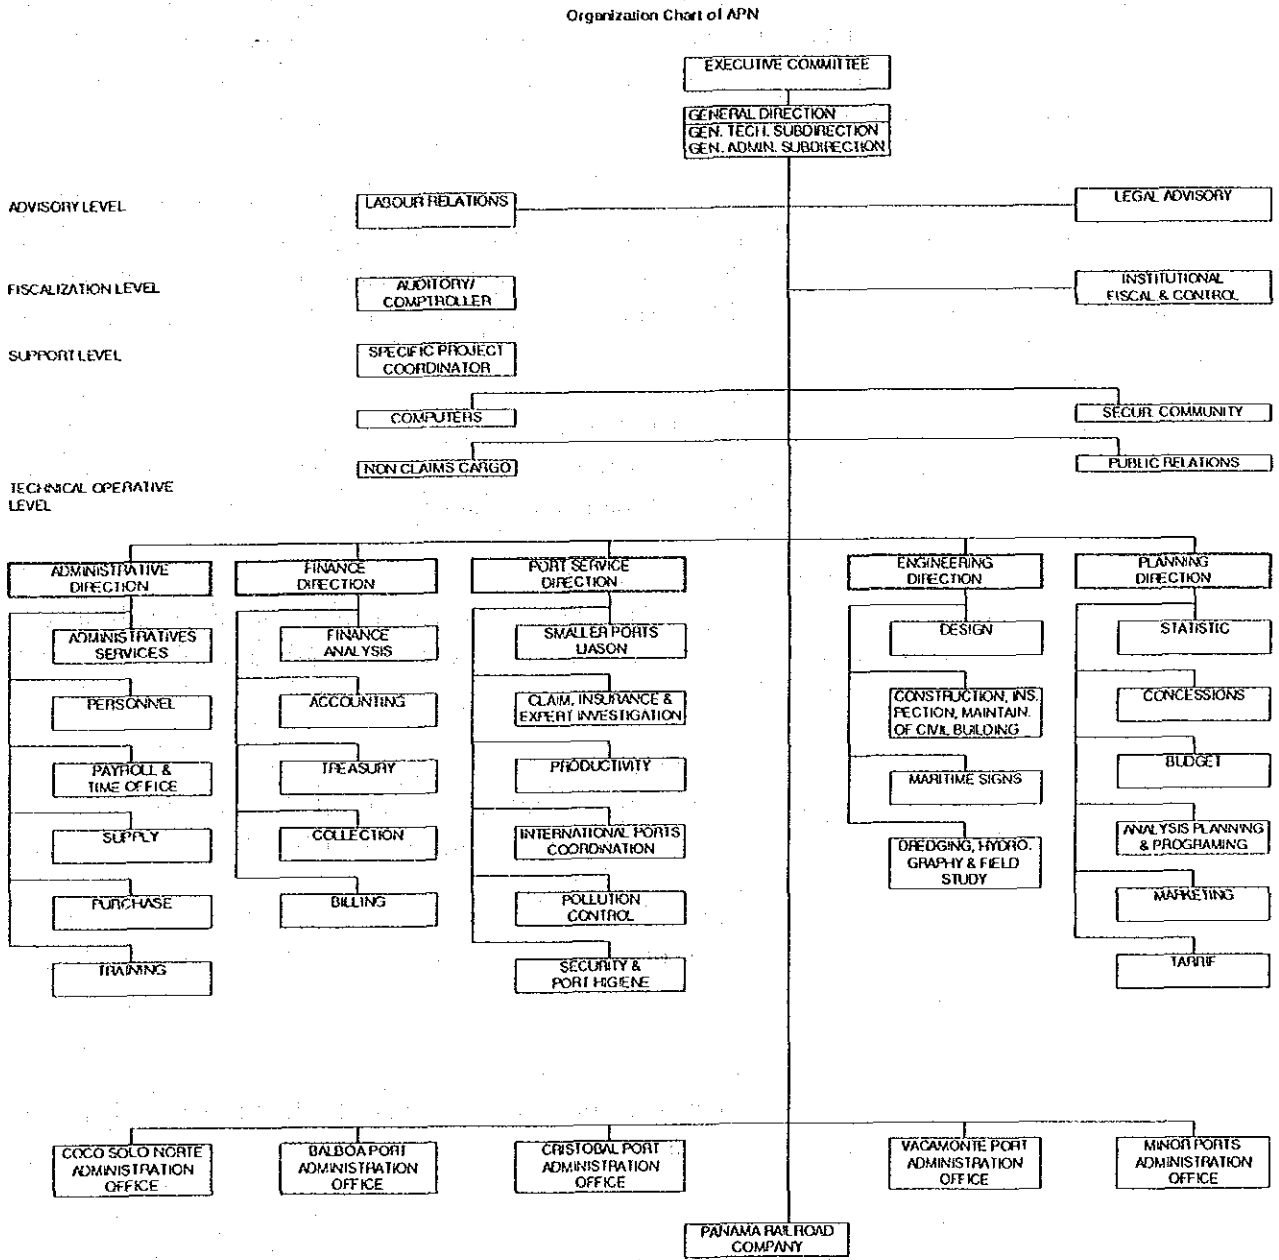 Organization Chart of APN
EXECUTIVE COMMITTEE
GENERAL DIRECTION
GEN. TECH. SUBDIRECTION
GEN. ADMIN. SUBDIRECTION
ADVISORY LEVEL
LABOUR RELATIONS
LEGAL ADVISORY
FISCALIZATION LEVEL
AUDITORY/
COMPTROLLER
INSTITUTIONAL
FISCAL & CONTROL
SUPPORT LEVEL
SPECIFIC PROJECT
COORDINATOR
COMPUTERS
SECUR. COMMUNITY
NON CLAIMS CARGO
PUBLIC RELATIONS
TECHNICAL OPERATIVE
LEVEL
ADMINISTRATIVE
DIRECTION
FINANCE
DIRECTION
PORT SERVICE
DIRECTION
ENGINEERING
DIRECTION
PLANNING
DIRECTION
ADMINISTRATIVES
SERVICES
PERSONNEL
PAYROLL &
TIME OFFICE
SUPPLY
PURCHASE
TRAINING
FINANCE
ANALYSIS
ACCOUNTING
TREASURY
COLLECTION
BILLING
SMALLER PORTS
LIASON
CLAIM, INSURANCE &
EXPERT INVESTIGATION
PRODUCTIVITY
INTERNATIONAL PORTS
COORDINATION
POLLUTION
CONTROL
SECURITY &
PORT HIGIENE
DESIGN
CONSTRUCTION, INS.
PECTION, MAINTAIN.
OF CIVIL BUILDING
MARITIME SIGNS
DREDGING, HYDRO.
GRAPHY & FIELD
STUDY
STATISTIC
CONCESSIONS
BUDGET
ANALYSIS PLANNING
& PROGRAMING
MARKETING
TARRIF
COCO SOLO NORTE
ADMINISTRATION
OFFICE
BALBOA PORT
ADMINISTRATION
OFFICE
CRISTOBAL PORT
ADMINISTRATION
OFFICE
VACAMONTE PORT
ADMINISTRATION
OFFICE
MINOR PORTS
ADMINISTRATION
OFFICE
PANAMA RAILROAD
COMPANY